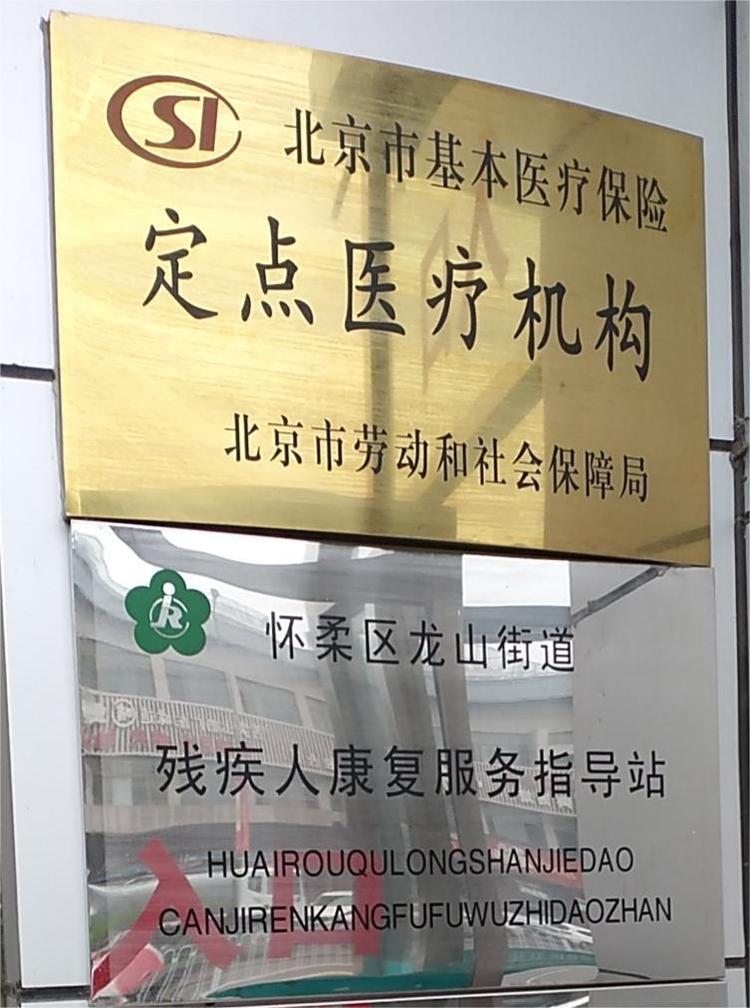 SI 北京市基本医疗保险
定点医疗机构
北京市劳动和社会保障局
怀柔区龙山街道
残疾人康复服务指导站
HUAIROUQULONGSHANJIEDAO
CANJIRENKANGFUFUWUZHIDAOZHAN
入口